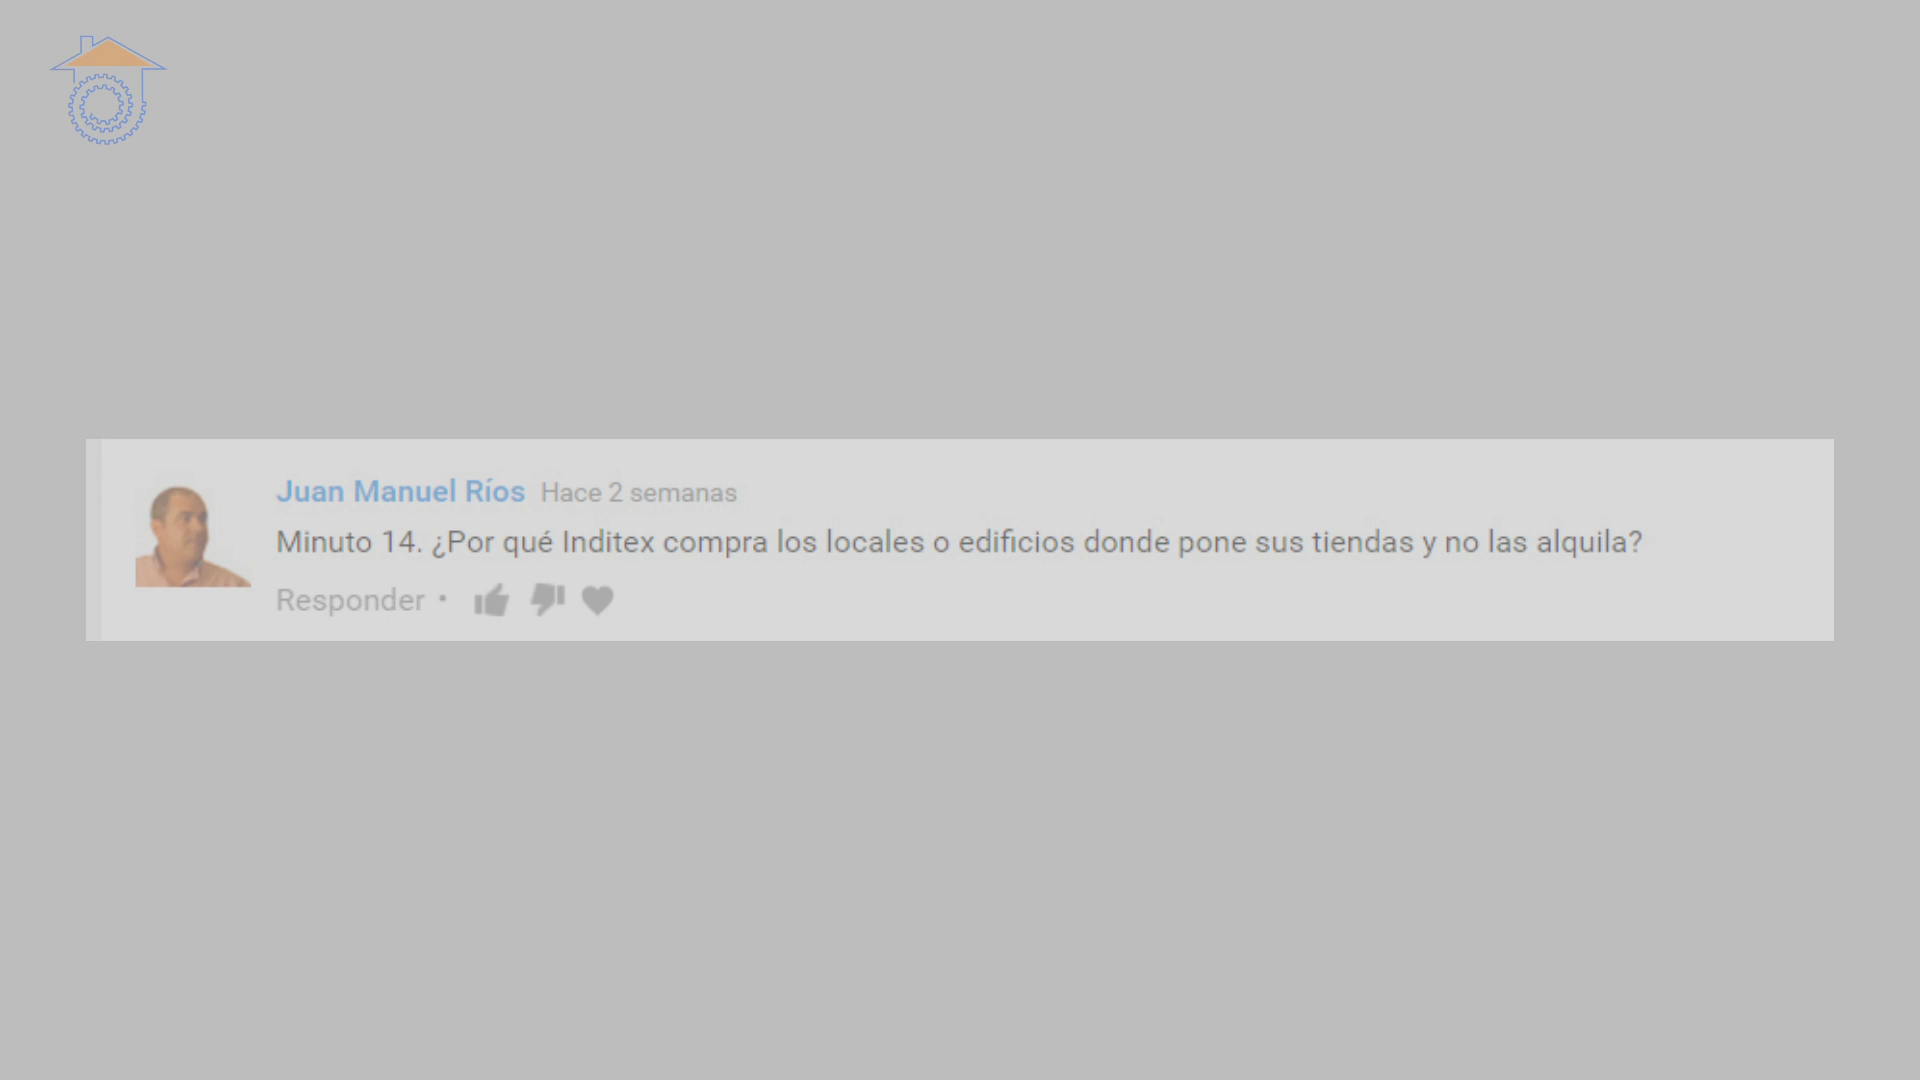 Juan Manuel Ríos Hace 2 semanas
Minuto 14. ¿Por qué Inditex compra los locales o edificios donde pone sus tiendas y no las alquila?
Responder •